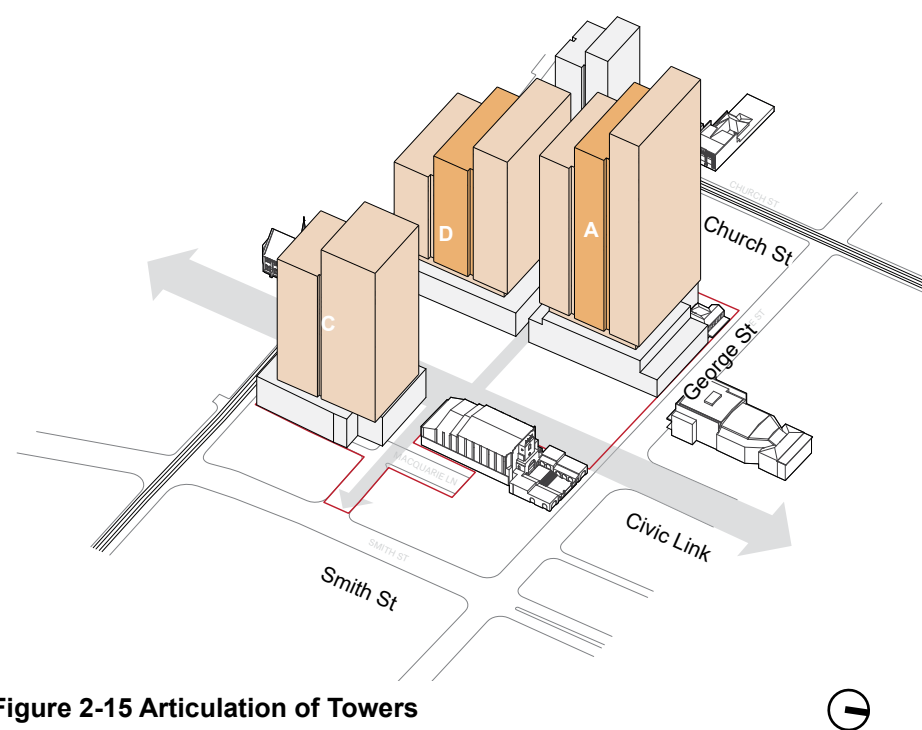 CHURCH ST
Church St
D
A
C
George St
MACQUARIE LN
Civic Link
SMITH ST
Smith St
Figure 2-15 Articulation of Towers